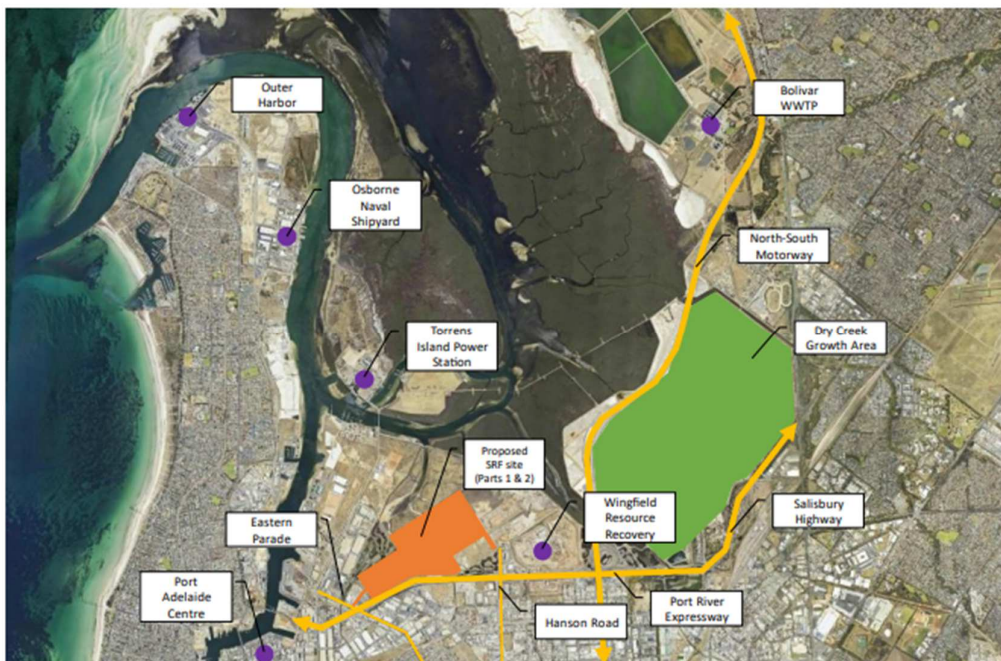 Outer
Harbor
Bolivar
WWTP
Osborne
Naval
Shipyard
North-South
Motorway
Torrens
Island Power
Station
Dry Creek
Growth Area
Proposed
SRF site
(Parts 1 & 2)
Wingfield
Resource
Recovery
Salisbury
Highway
Eastern
Parade
Port
Adelaide
Centre
Hanson Road
Port River
Expressway